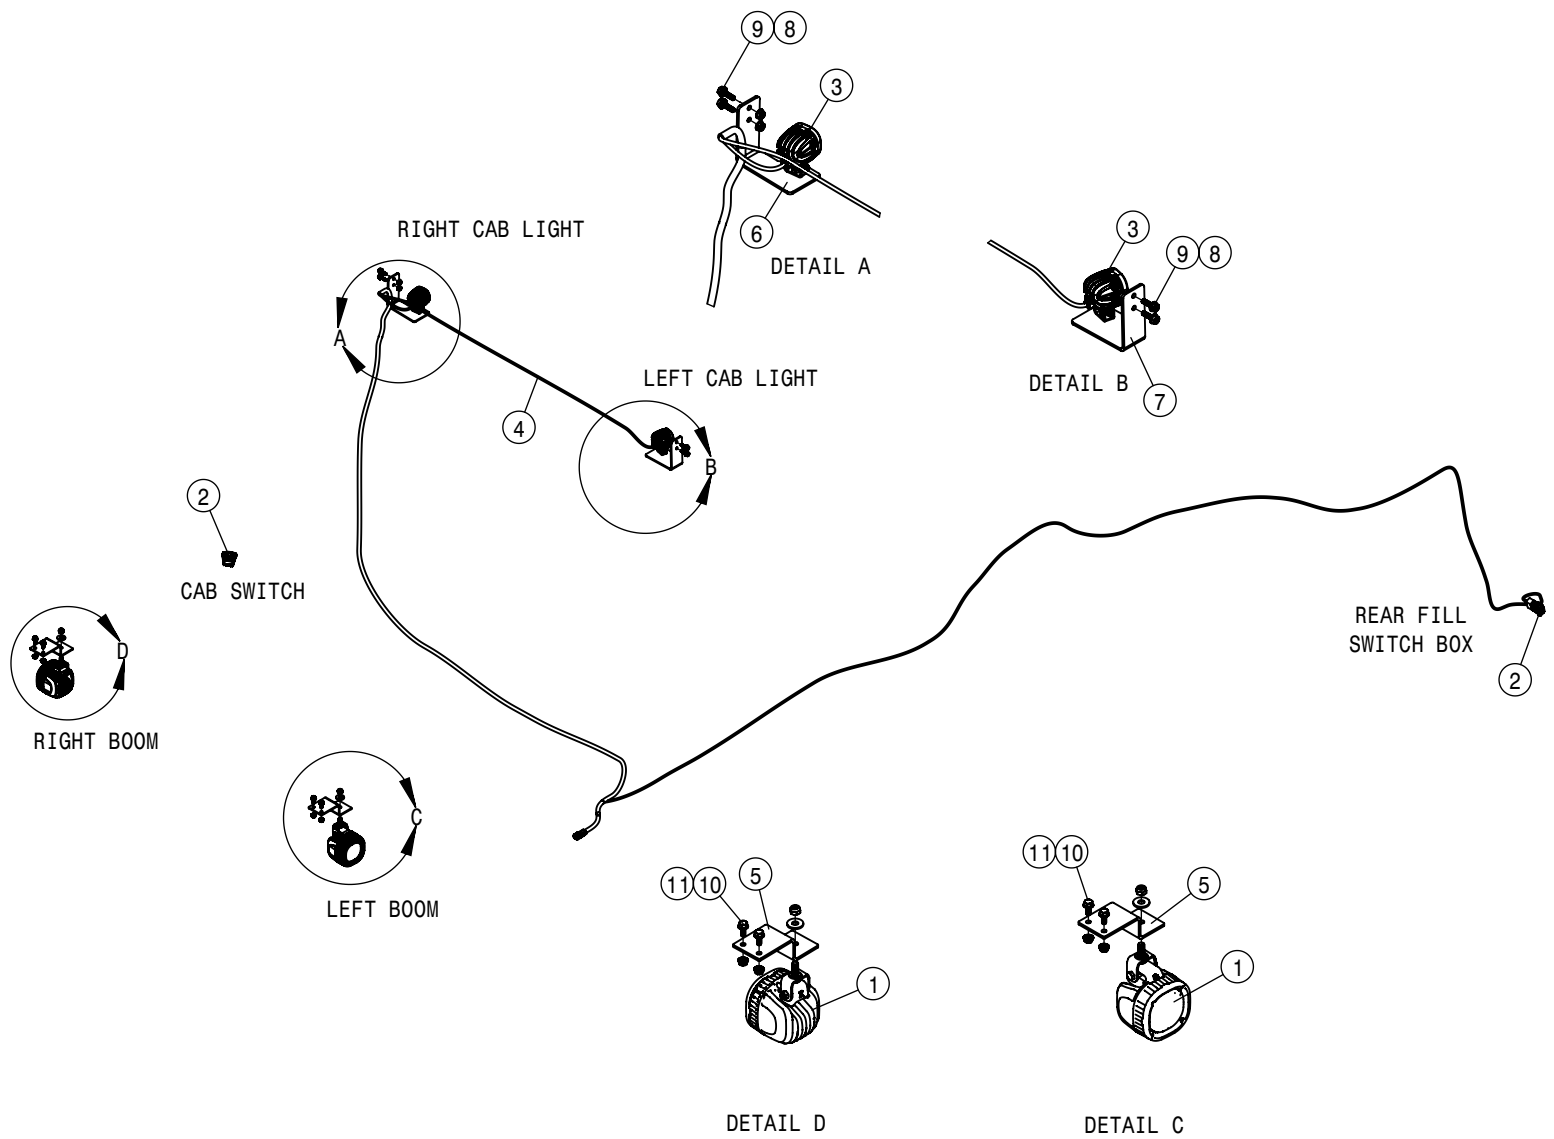 9 8
3
RIGHT CAB LIGHT
6
3
DETAIL A
9 8
A
LEFT CAB LIGHT
DETAIL B
7
4
B
2
CAB SWITCH
REAR FILL
SWITCH BOX
D
2
RIGHT BOOM
C
11 10
5
11 10
5
LEFT BOOM
1
1
DETAIL D
DETAIL C